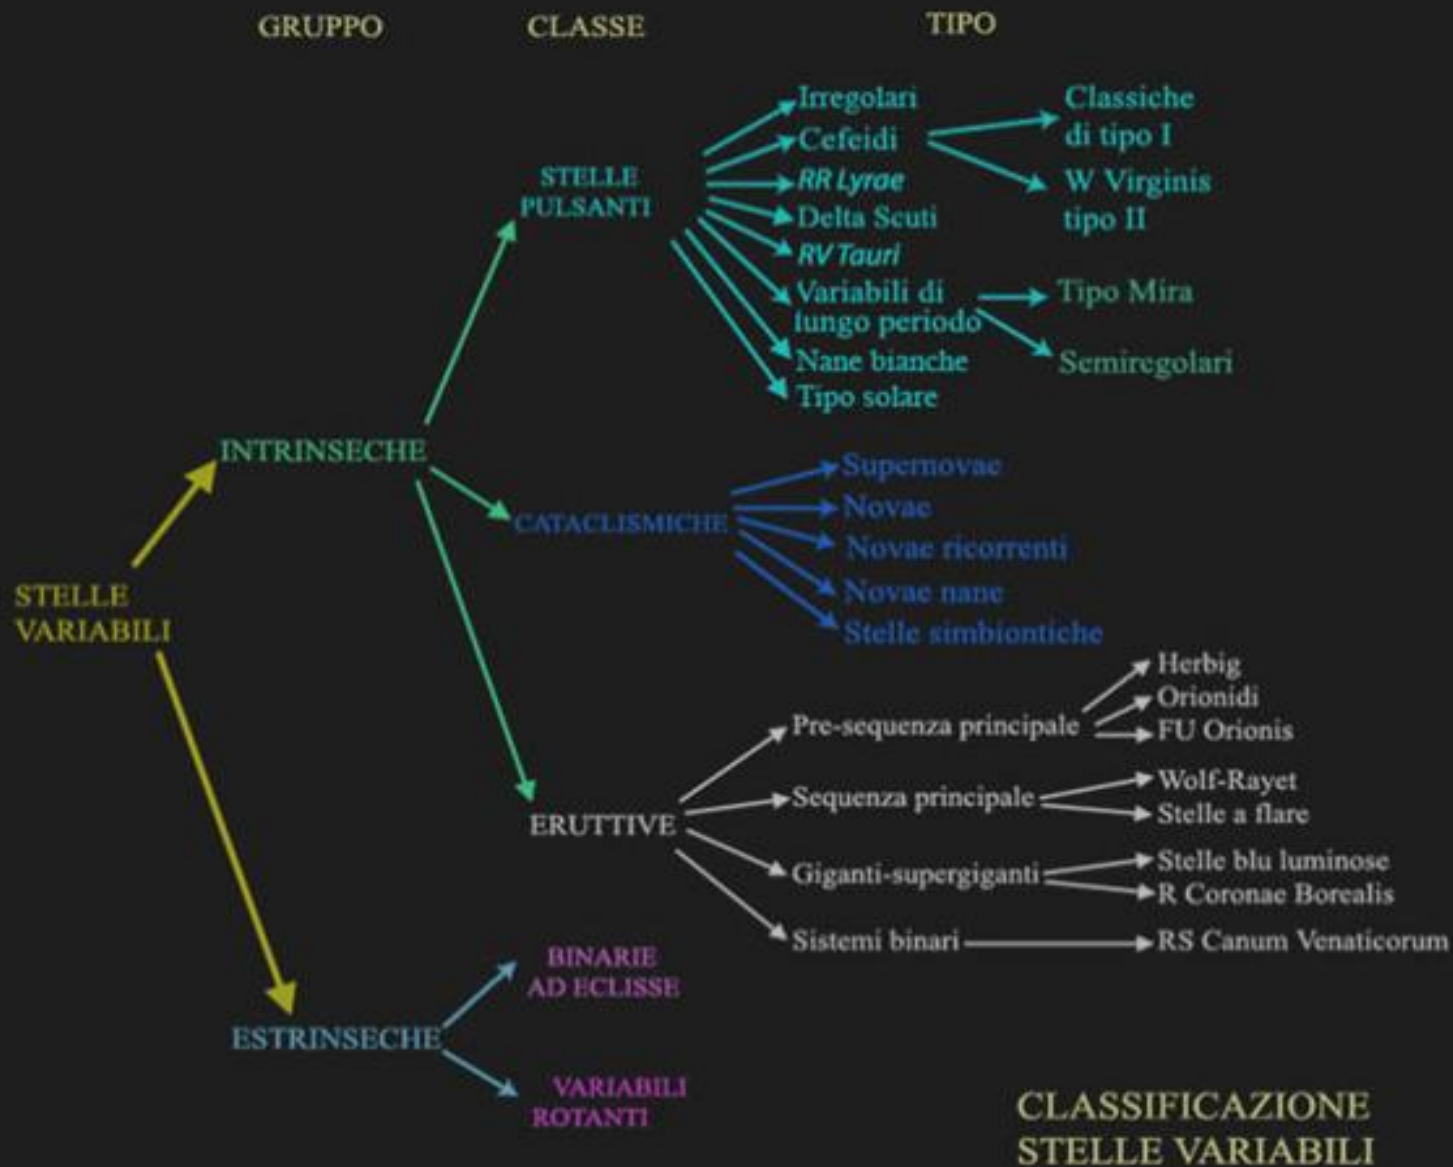 GRUPPO CLASSE TIPO
Irregolari
Cefeidi
Classiche
di tipo I
STELLE
PULSANTI
RR Lyrae
W Virginis
tipo II
Delta Scuti
RV Tauri
Variabili di
lungo periodo
Tipo Mira
Semiregolari
Nane bianche
Tipo solare
INTRINSECHE
CATACLISMICHE
Supernovae
Novae
Novae ricorrenti
Novae nane
Stelle simbiontiche
STELLE
VARIABILI
ERUTTIVE
Pre-sequenza principale
Herbig
Orionidi
FU Orionis
Sequenza principale
Wolf-Rayet
Stelle a flare
Giganti-supergiganti
Stelle blu luminose
R Coronae Borealis
Sistemi binari
RS Canum Venaticorum
ESTRINSECHE
BINARIE
AD ECLISSE
VARIABILI
ROTANTI
CLASSIFICAZIONE
STELLE VARIABILI